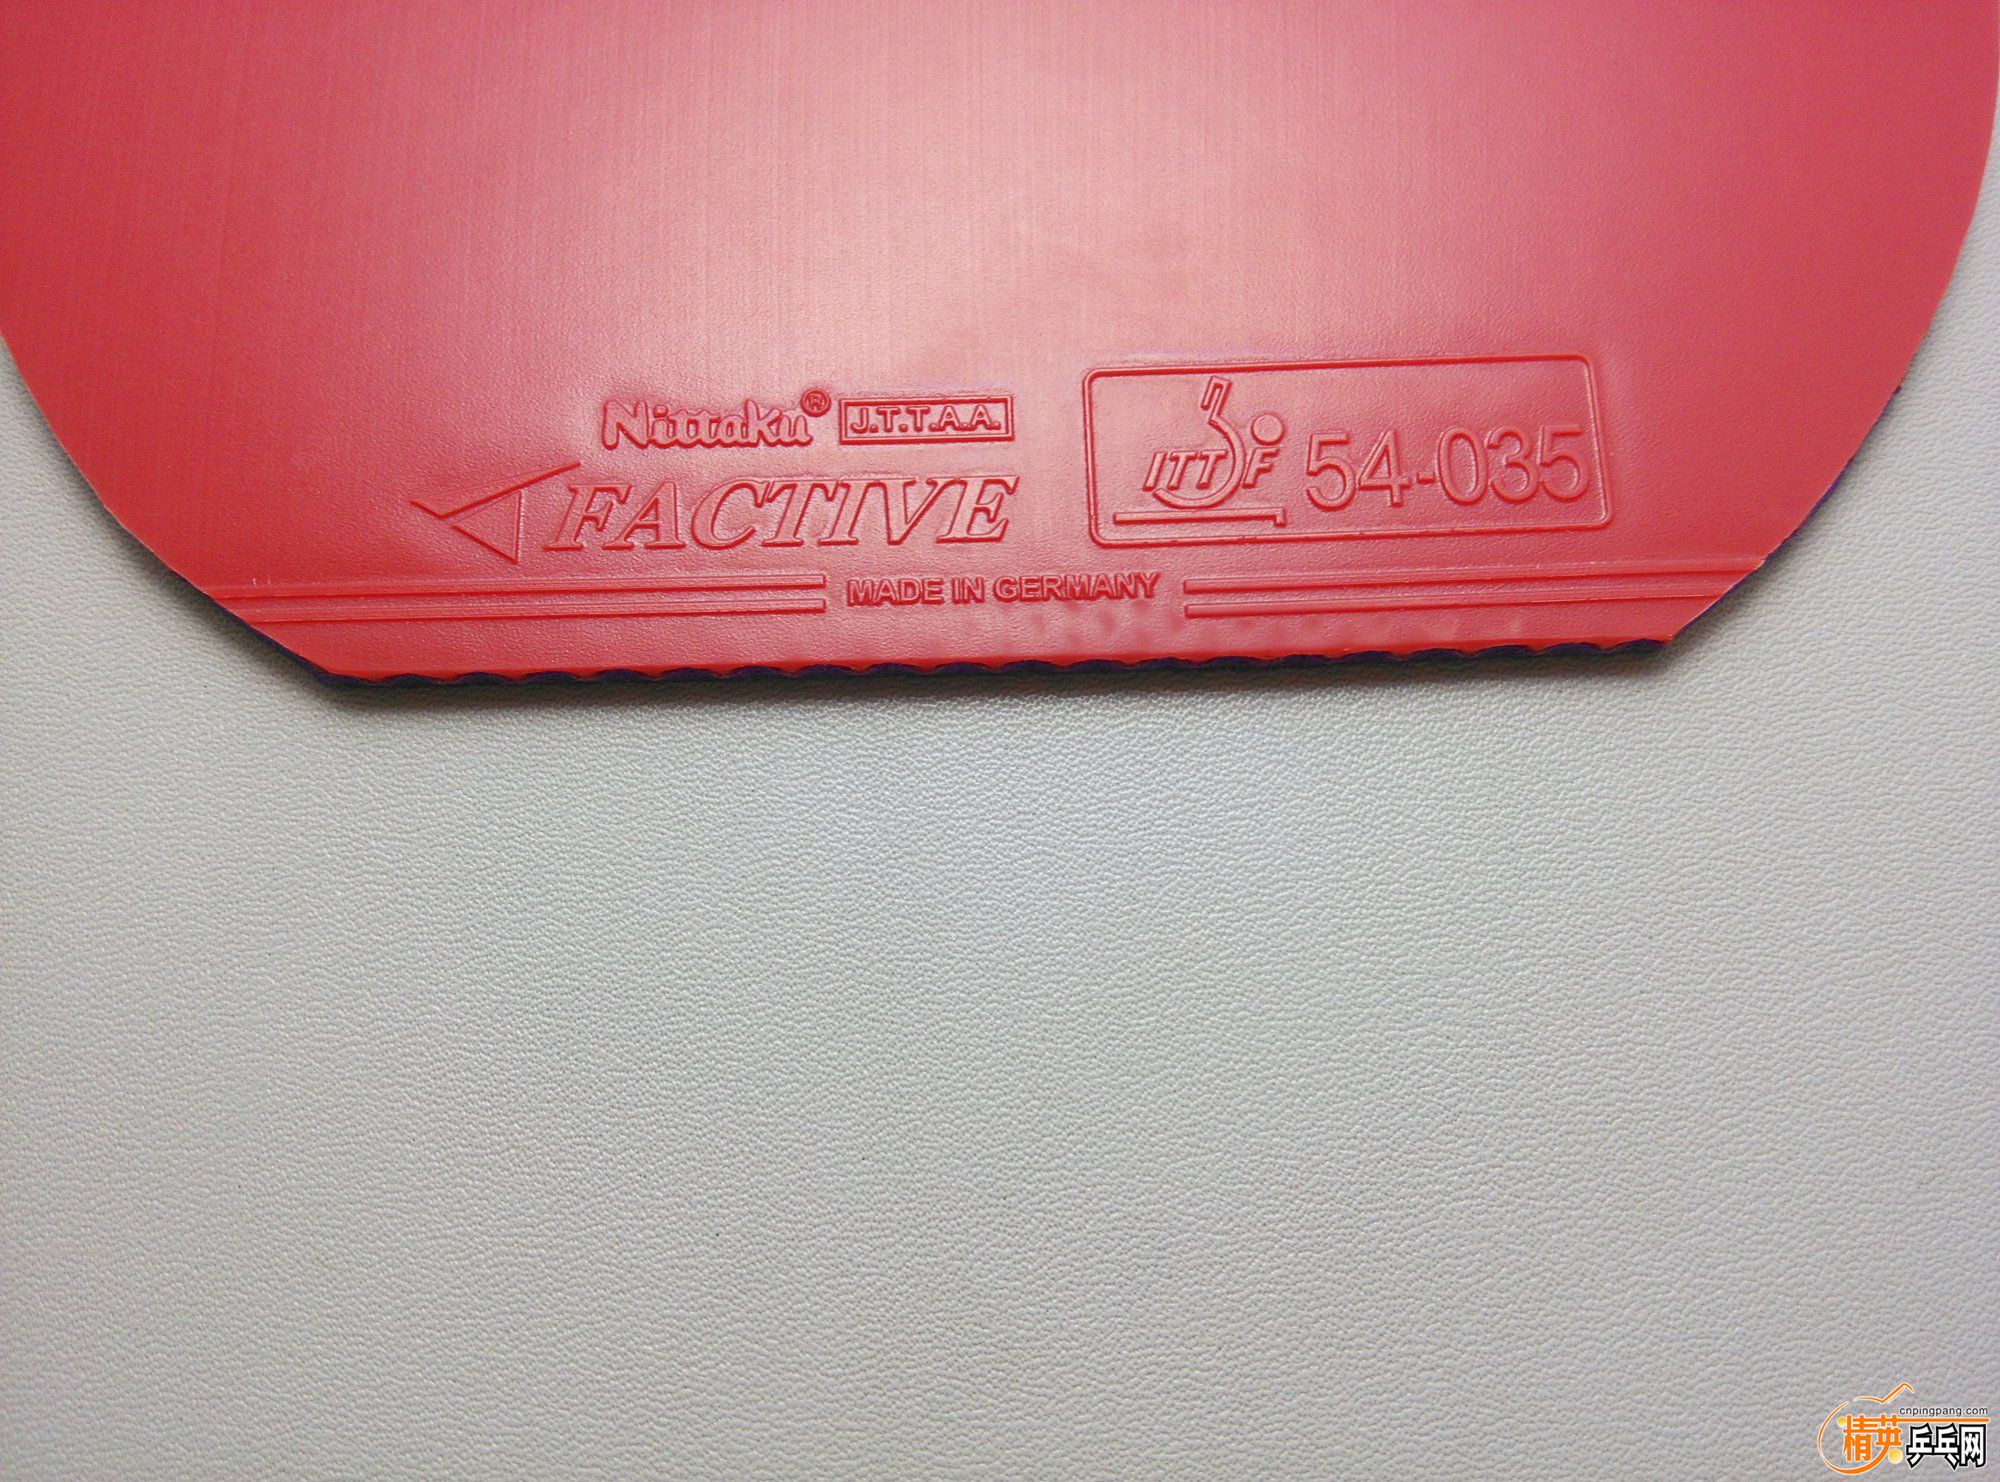 Nittaku® J.T.T.A.A.
FACTIVE
ITTF 54-035
MADE IN GERMANY
cnpingpang.com
精英乒乓网